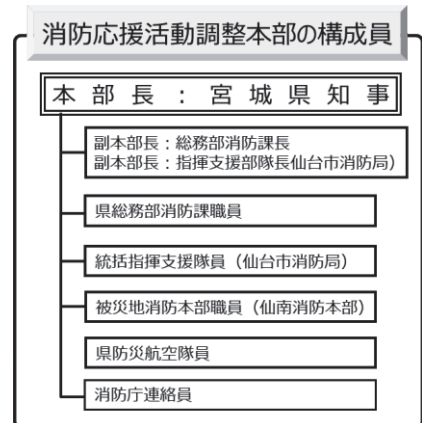 消防応援活動調整本部の構成員
本部長：宮城県知事
副本部長：総務部消防課長
副本部長：指揮支援部隊長仙台市消防局）
県総務部消防課職員
統括指揮支援隊員（仙台市消防局）
被災地消防本部職員（仙南消防本部）
県防災航空隊員
消防庁連絡員